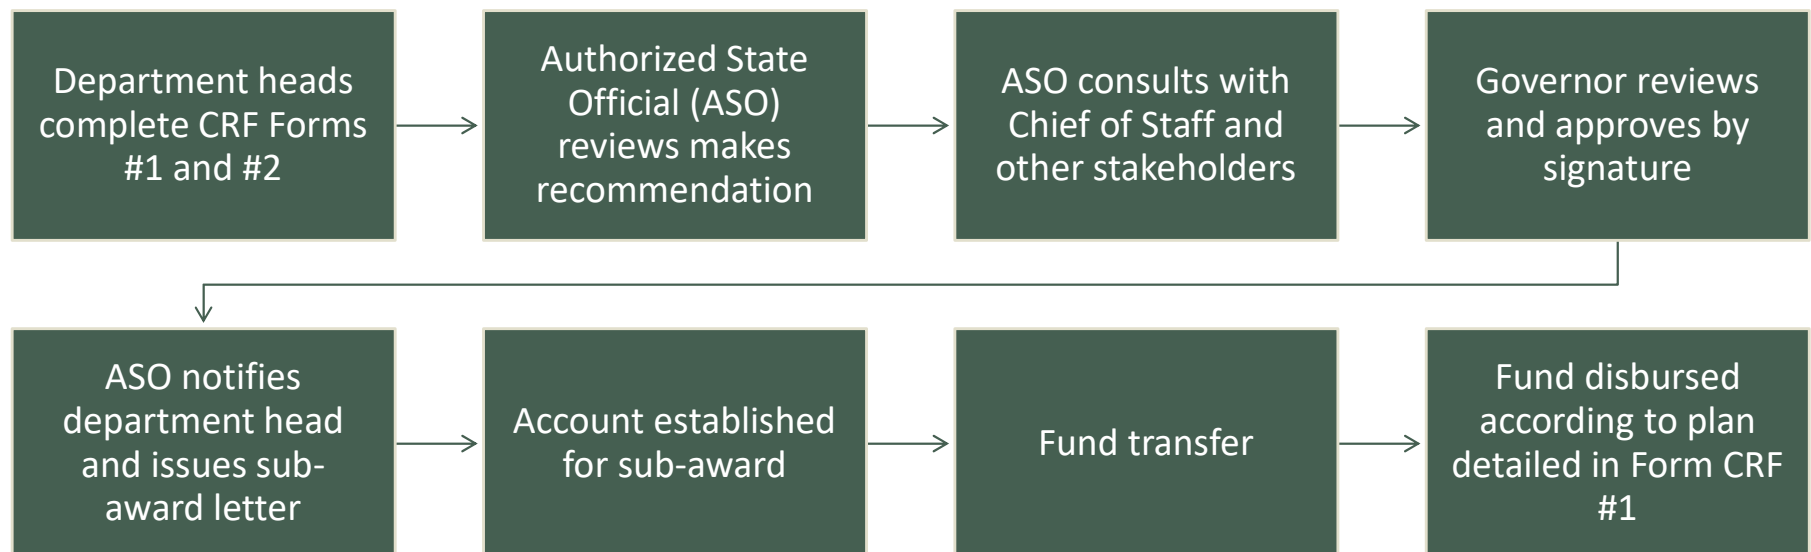 Department heads
complete CRF Forms
#1 and #2
Authorized State
Official (ASO)
reviews makes
recommendation
ASO consults with
Chief of Staff and
other stakeholders
Governor reviews
and approves by
signature
ASO notifies
department head
and issues sub-
award letter
Account established
for sub-award
Fund transfer
Fund disbursed
according to plan
detailed in Form CRF
#1